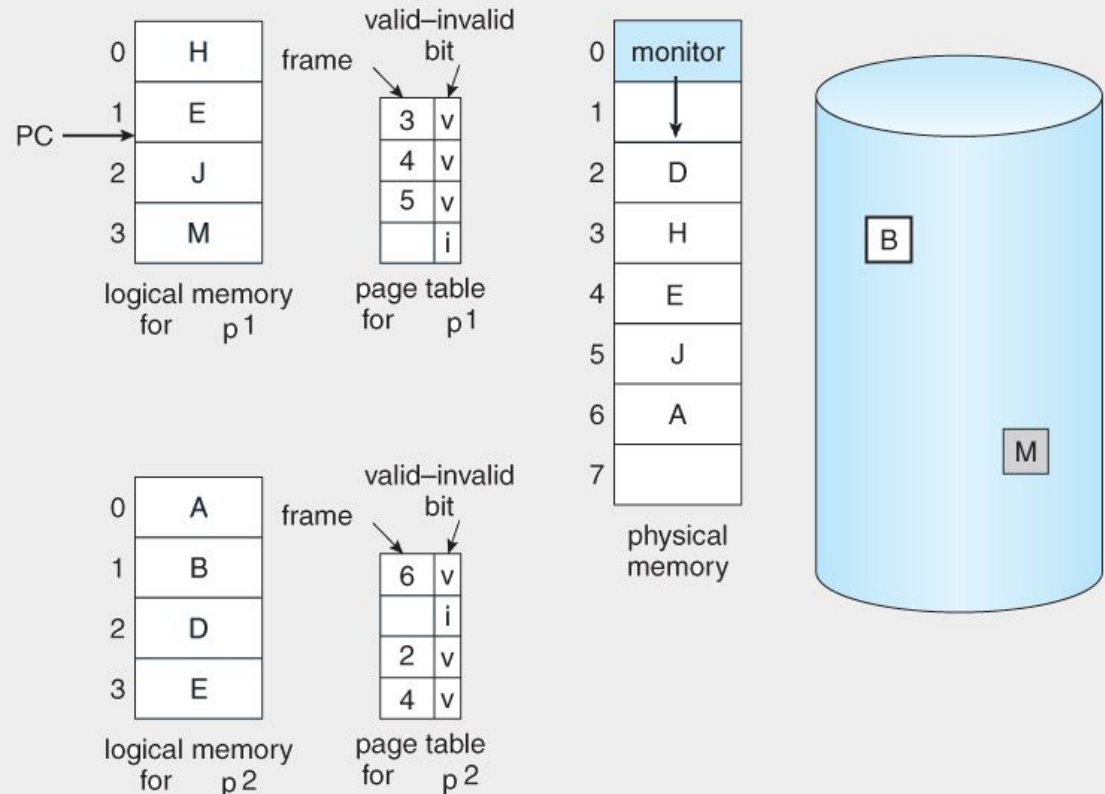 0 H
1 E
2 J
3 M
PC
logical memory
for p1
frame
valid–invalid
bit
3 v
4 v
5 v
i
page table
for p1
0 monitor
1
2 D
3 H
4 E
5 J
6 A
7
physical
memory
B
M
0 A
1 B
2 D
3 E
logical memory
for p2
frame
valid–invalid
bit
6 v
i
2 v
4 v
page table
for p2